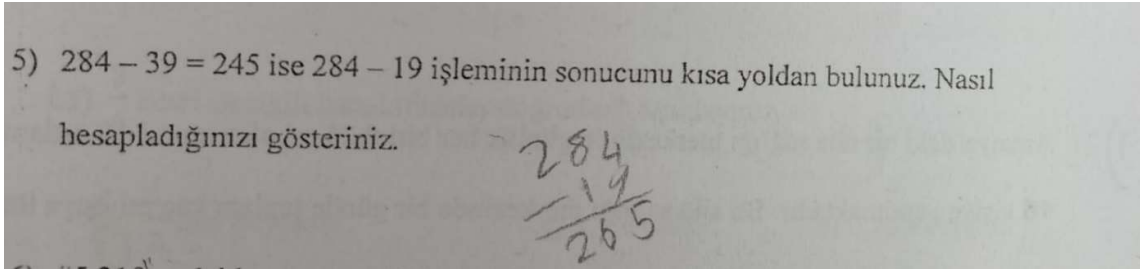 5) 284 – 39 = 245 ise 284 – 19 işleminin sonucunu kısa yoldan bulunuz. Nasıl
hesapladığınızı gösteriniz.
284
– 19
265